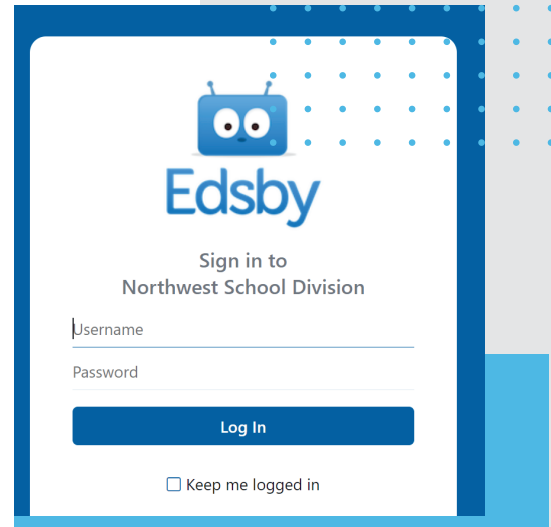 Edsby
Sign in to
Northwest School Division
Username
Password
Log In
Keep me logged in